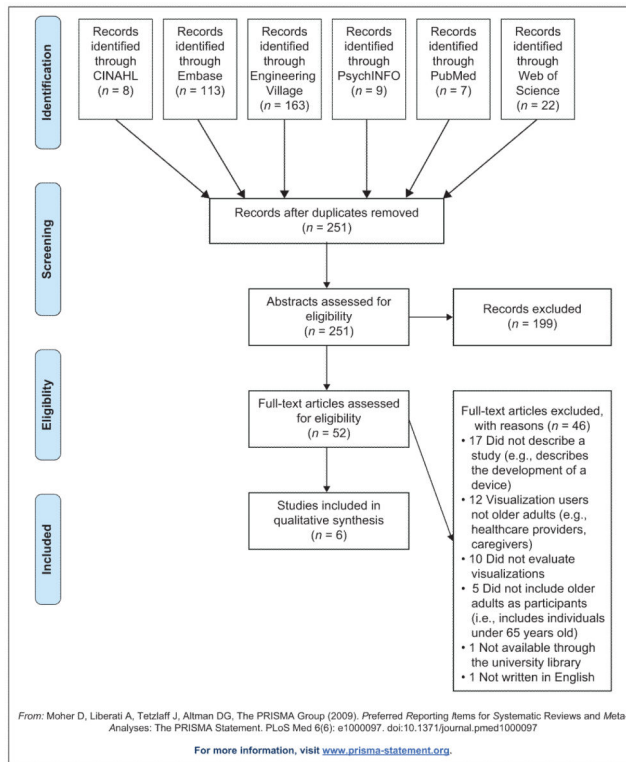 Identification
Records
identified
through
CINAHL
(n = 8)
Records
identified
through
Embase
(n = 113)
Records
identified
through
Engineering
Village
(n = 163)
Records
identified
through
PsychINFO
(n = 9)
Records
identified
through
PubMed
(n = 7)
Records
identified
through
Web of
Science
(n = 22)
Screening
Records after duplicates removed
(n = 251)
Abstracts assessed for
eligibility
(n = 251)
Records excluded
(n = 199)
Eligiblity
Full-text articles assessed
for eligibility
(n = 52)
Full-text articles excluded,
with reasons (n = 46)
• 17 Did not describe a
study (e.g., describes
the development of a
device)
• 12 Visualization users
not older adults (e.g.,
healthcare providers,
caregivers)
• 10 Did not evaluate
visualizations
• 5 Did not include older
adults as participants
(i.e., includes individuals
under 65 years old)
• 1 Not available through
the university library
• 1 Not written in English
Included
Studies included in
qualitative synthesis
(n = 6)
From: Moher D, Liberati A, Tetzlaff J, Altman DG, The PRISMA Group (2009). Preferred Reporting Items for Systematic Reviews and Meta-
Analyses: The PRISMA Statement. PLoS Med 6(6): e1000097. doi:10.1371/journal.pmed1000097
For more information, visit www.prisma-statement.org.